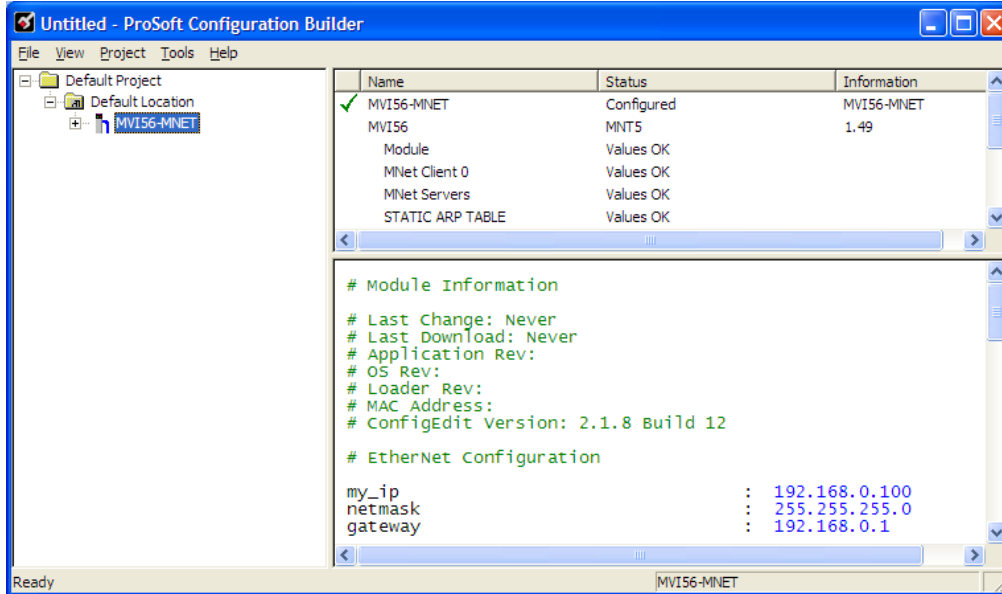 Untitled - ProSoft Configuration Builder
File View Project Tools Help
Default Project
Default Location
MVI56-MNET
Name Status Information
MVI56-MNET Configured MVI56-MNET
MVI56 MNT5 1.49
Module Values OK
MNet Client 0 Values OK
MNet Servers Values OK
STATIC ARP TABLE Values OK
# Module Information
# Last Change: Never
# Last Download: Never
# Application Rev:
# OS Rev:
# Loader Rev:
# MAC Address:
# ConfigEdit Version: 2.1.8 Build 12
# EtherNet Configuration
my_ip : 192.168.0.100
netmask : 255.255.255.0
gateway : 192.168.0.1
Ready MVI56-MNET